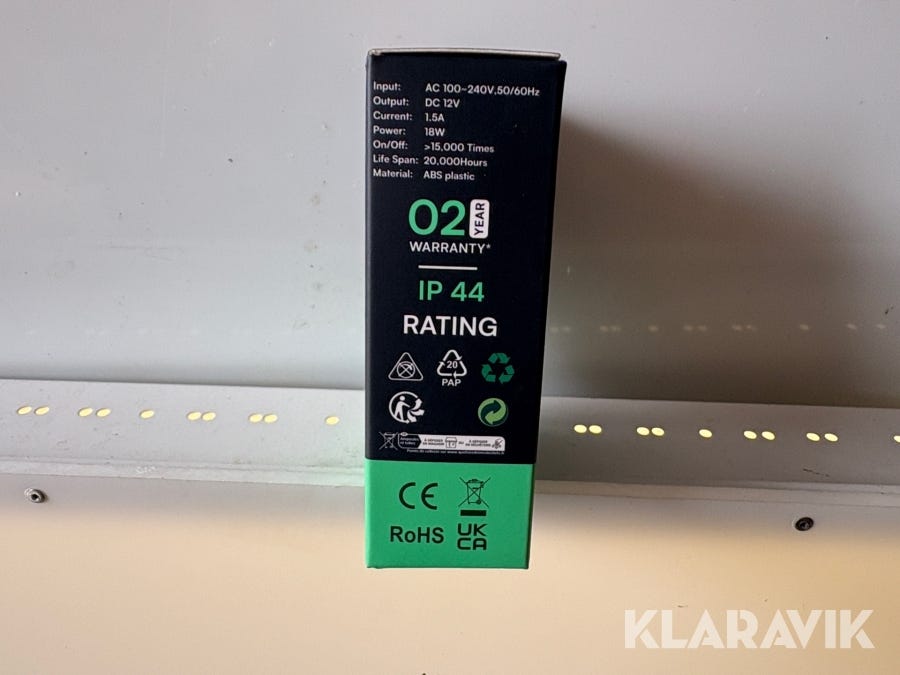 Input: AC 100~240V,50/60Hz
Output: DC 12V
Current: 1.5A
Power: 18W
On/Off: >15,000 Times
Life Span: 20,000Hours
Material: ABS plastic
02 YEAR
WARRANTY*
IP 44
RATING
20
PAP
CE
RoHS
UK
CA
KLARAVIK